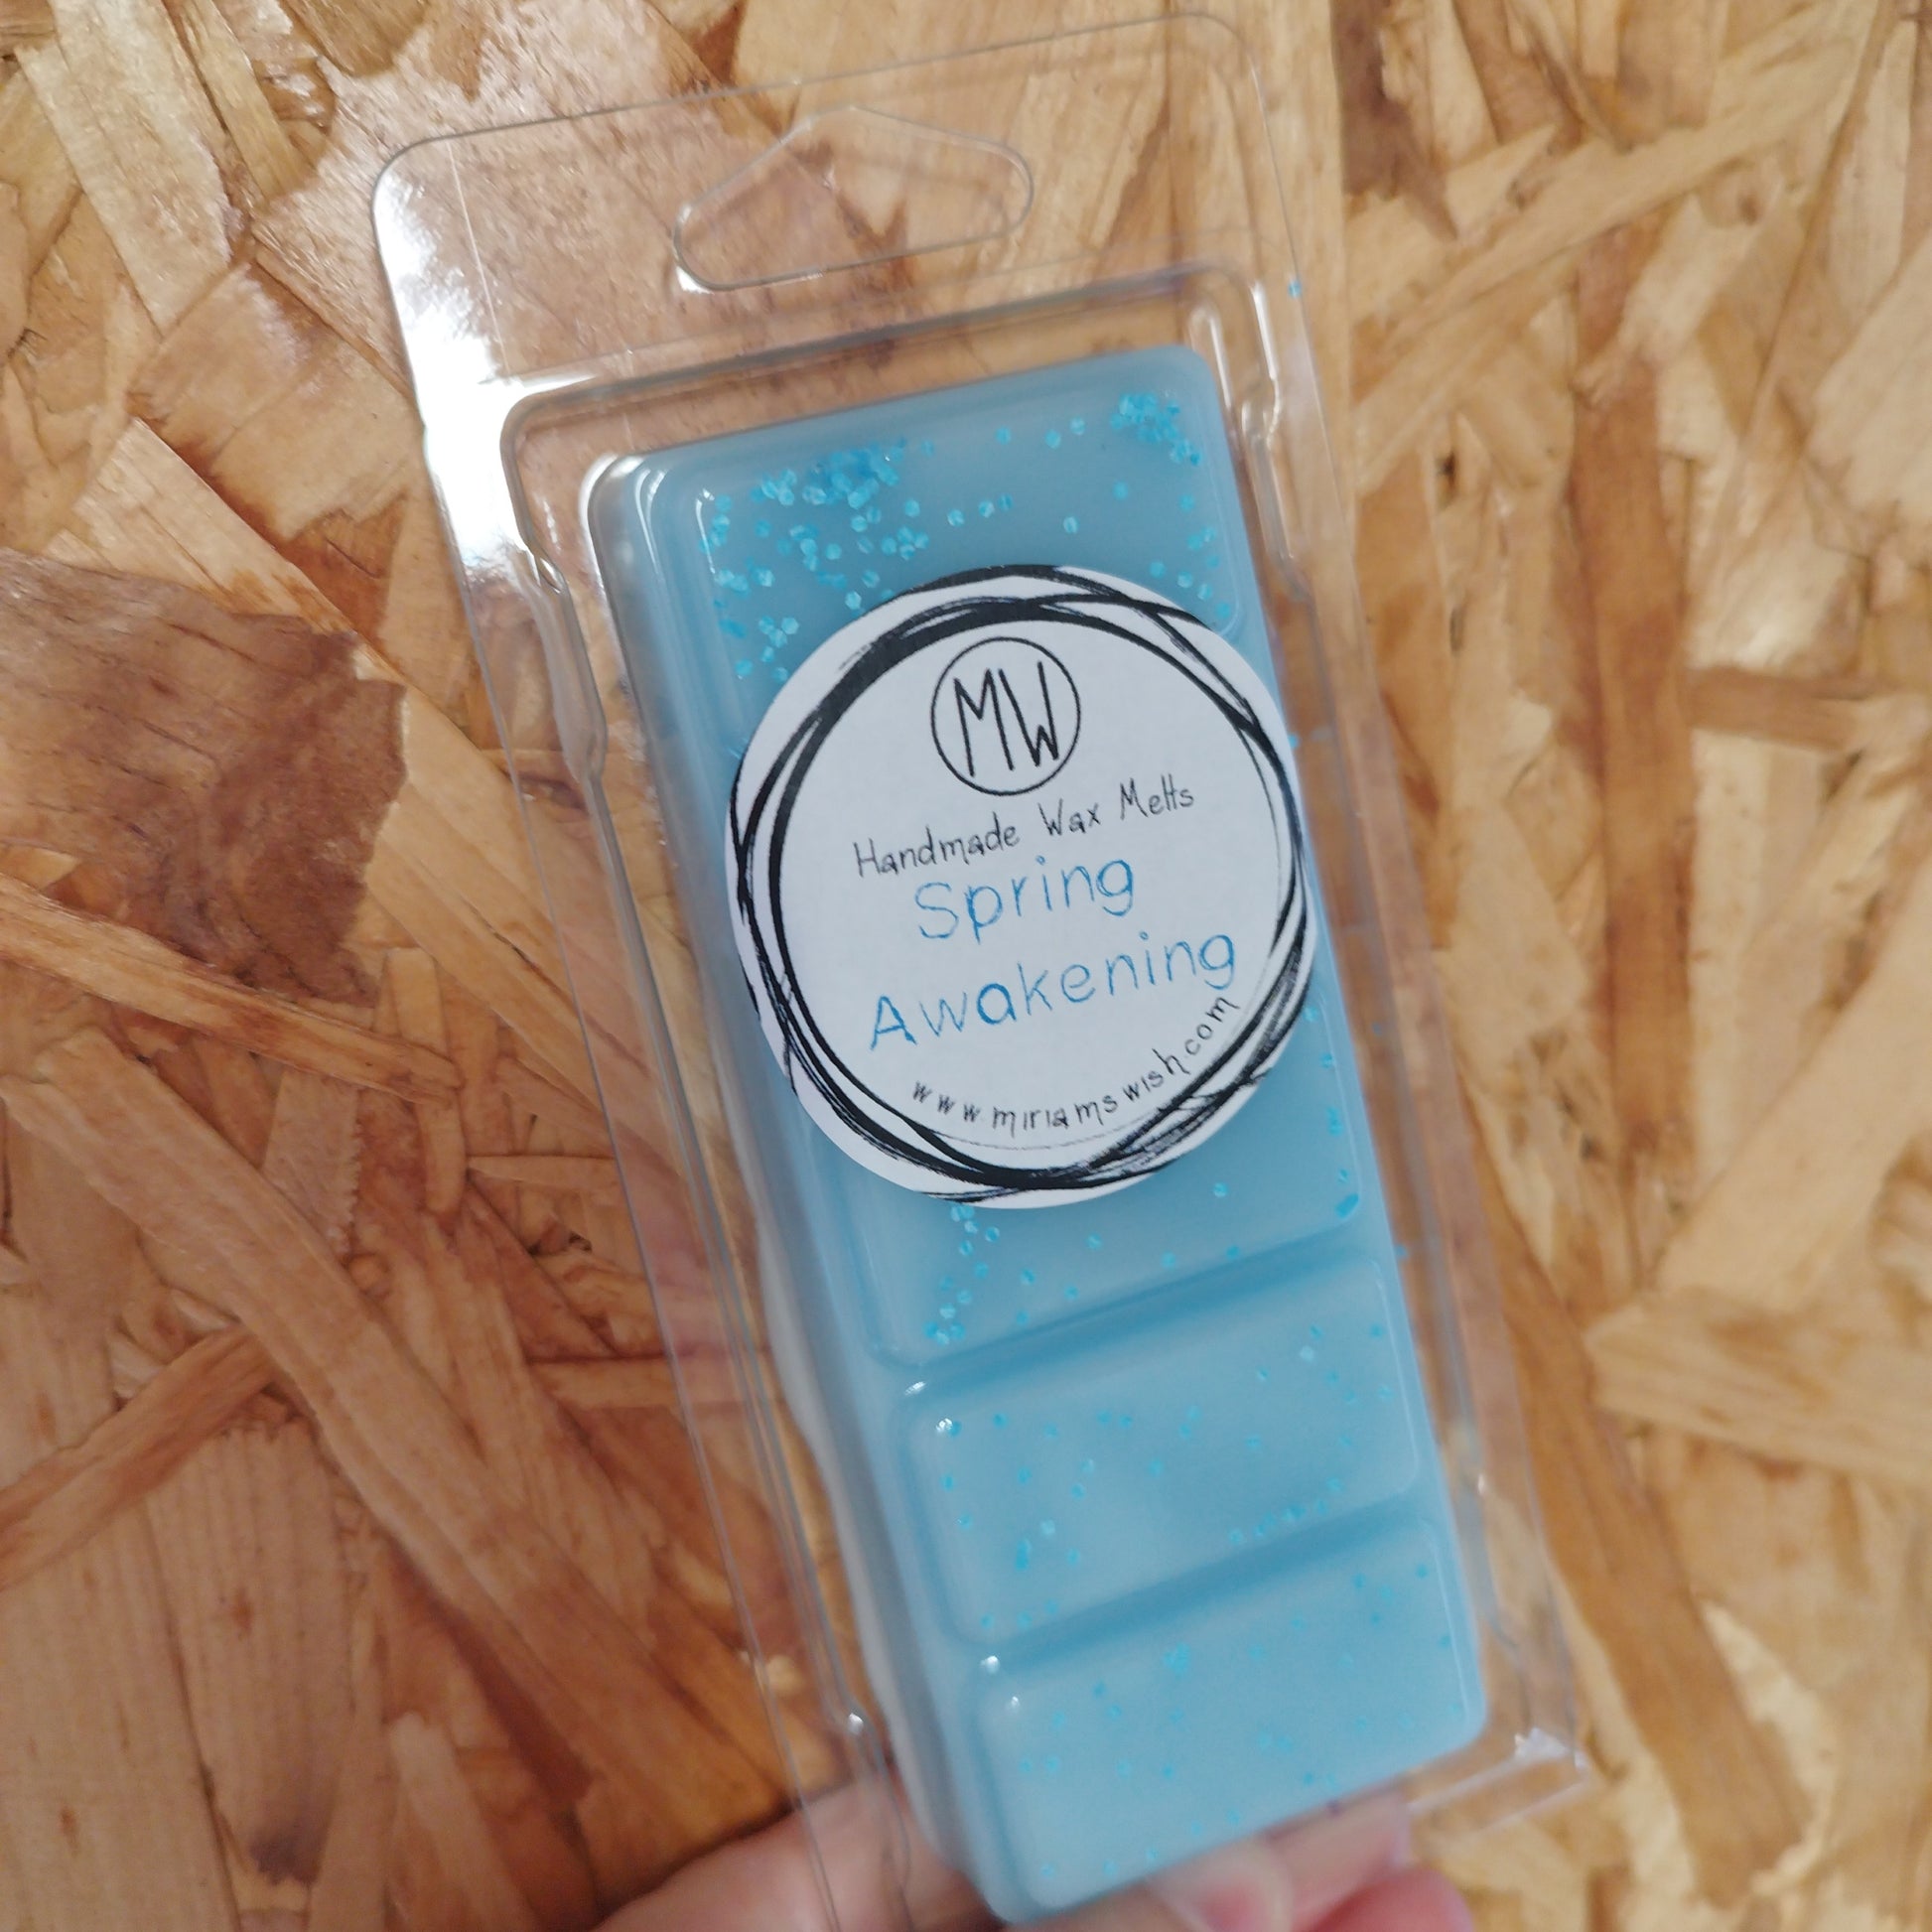 MW
Handmade Wax Melts
Spring
Awakening
www.miriamswish.com